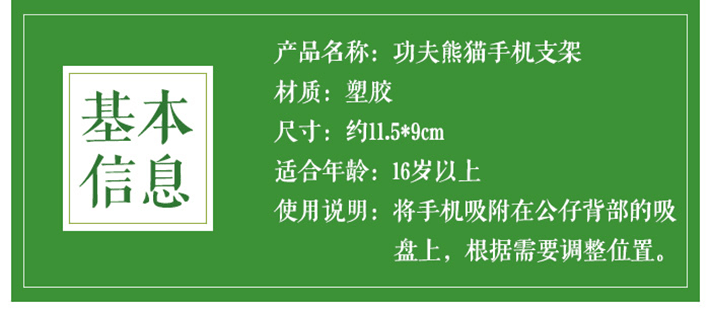 基本
信息
产品名称：功夫熊猫手机支架
材质：塑胶
尺寸：约11.5*9cm
适合年龄：16岁以上
使用说明：将手机吸附在公仔背部的吸
盘上，根据需要调整位置。